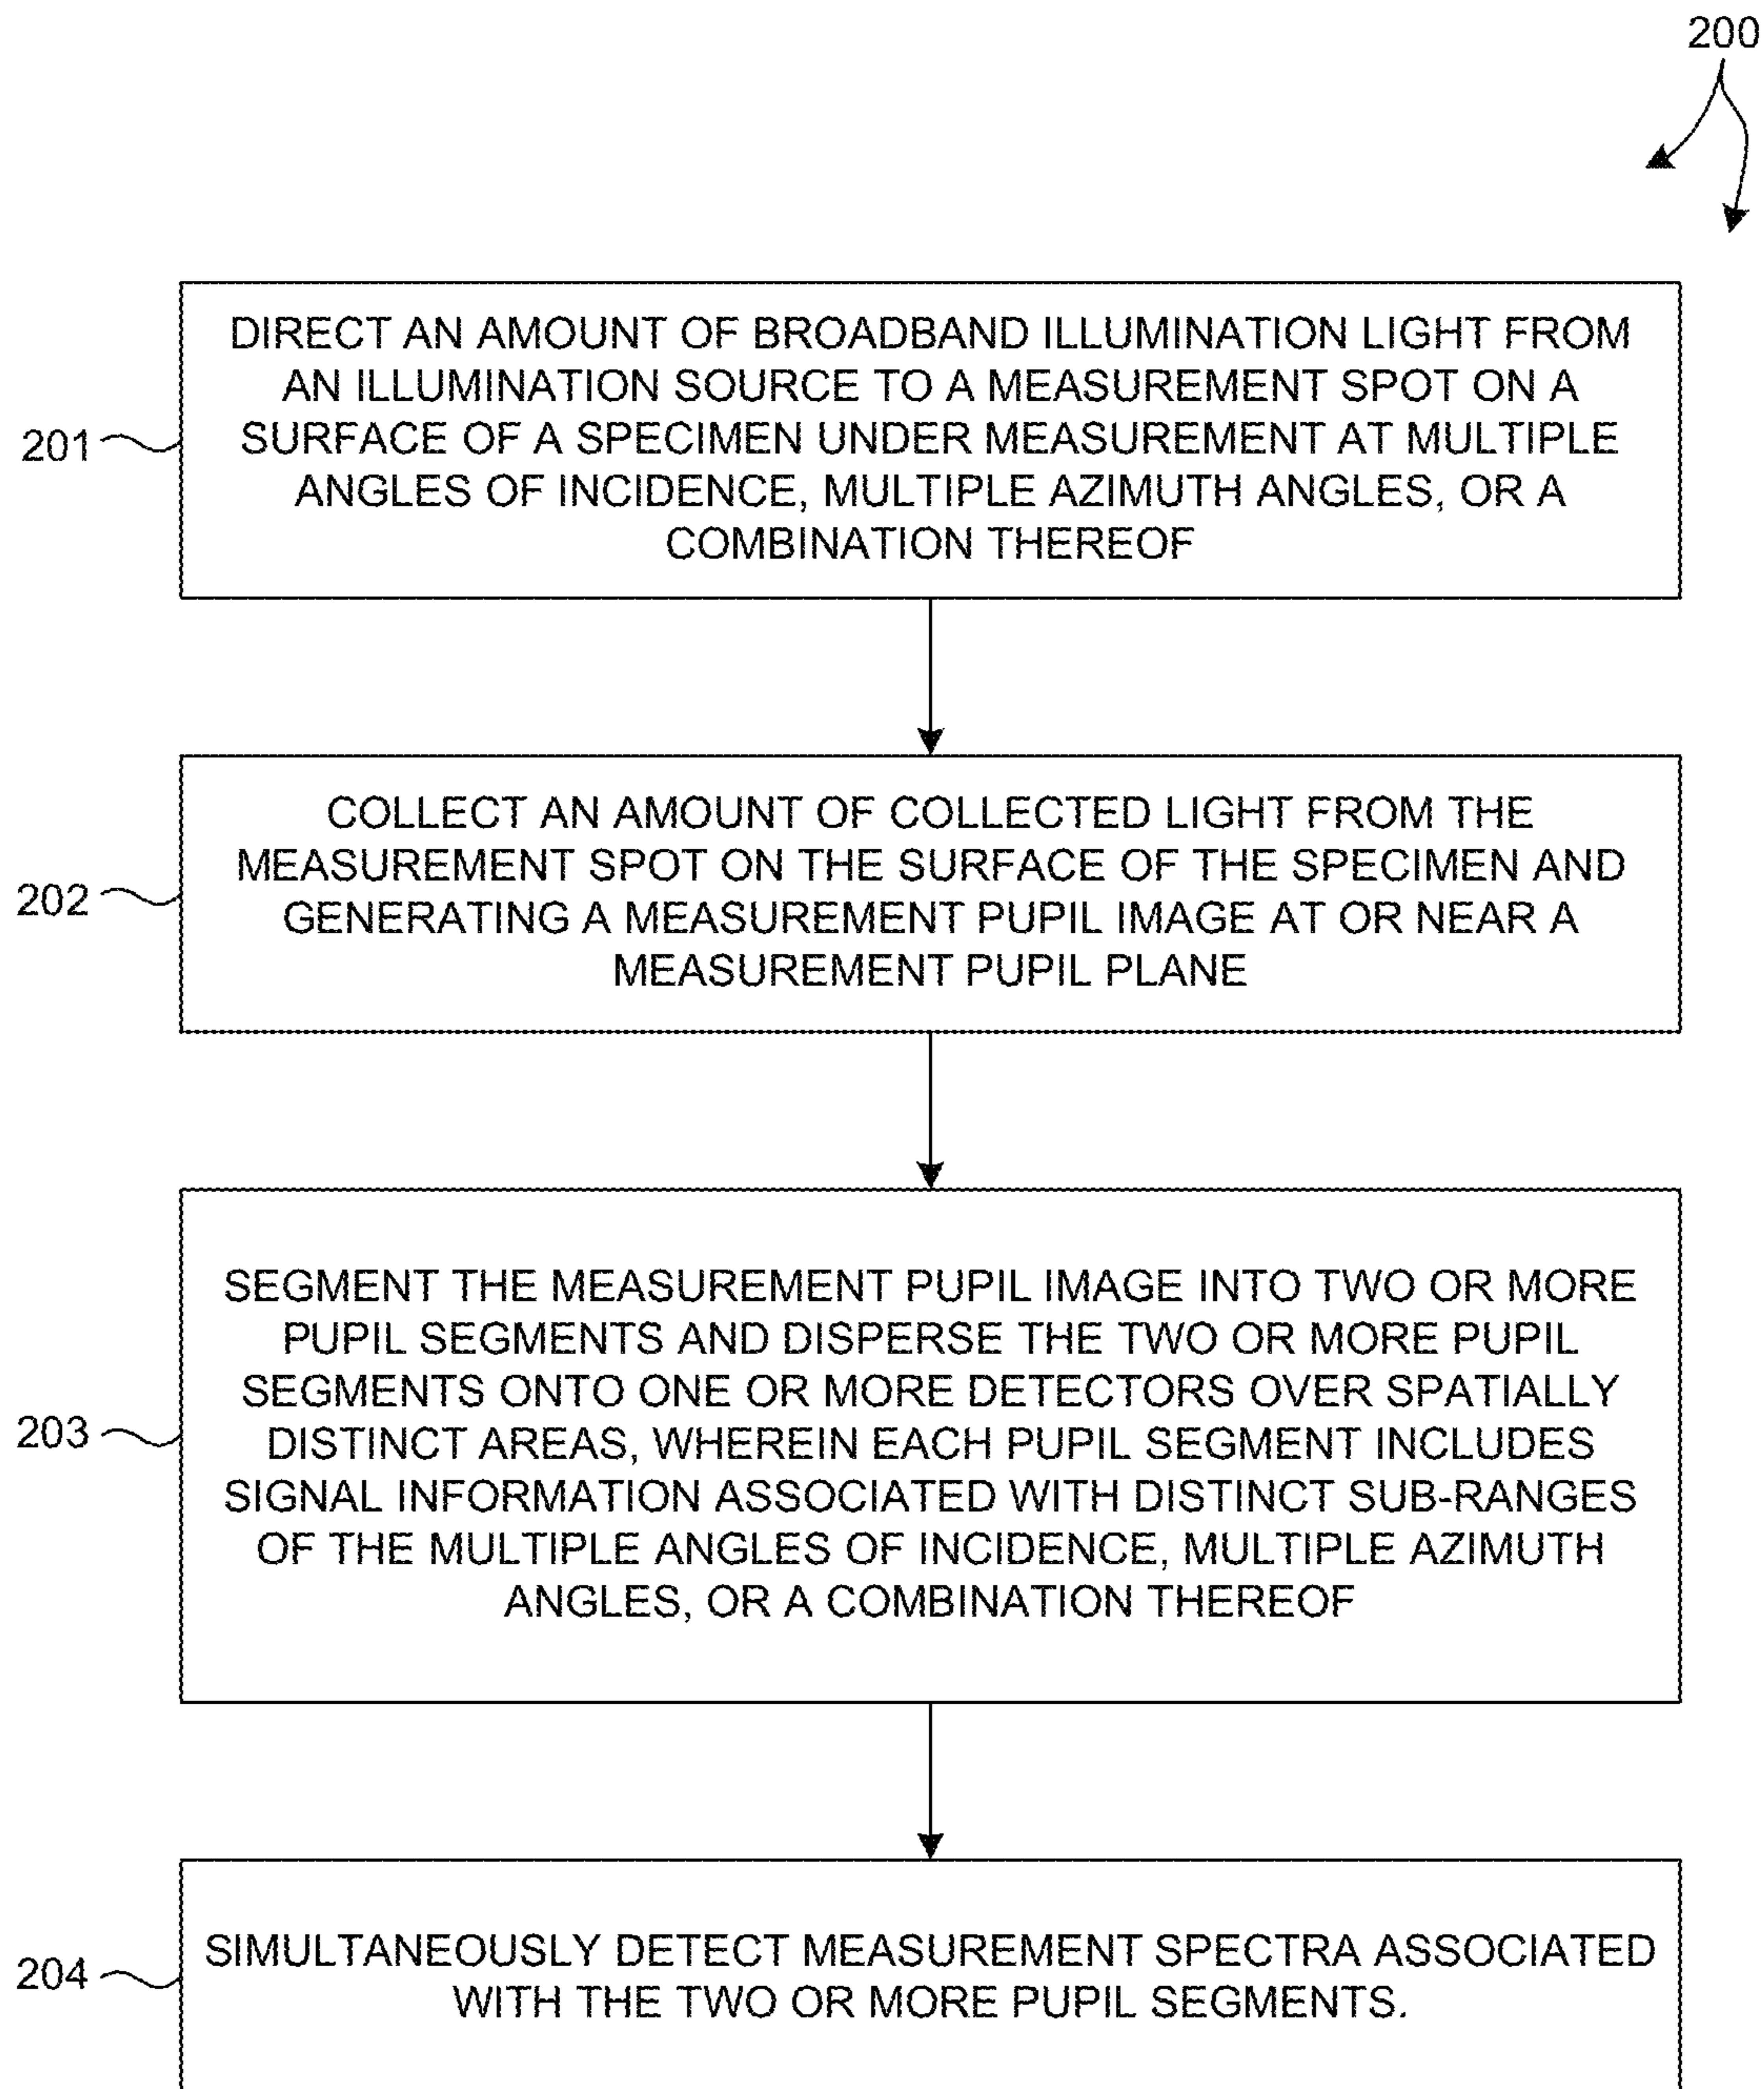 200
DIRECT AN AMOUNT OF BROADBAND ILLUMINATION LIGHT FROM
AN ILLUMINATION SOURCE TO A MEASUREMENT SPOT ON A
SURFACE OF A SPECIMEN UNDER MEASUREMENT AT MULTIPLE
ANGLES OF INCIDENCE, MULTIPLE AZIMUTH ANGLES, OR A
COMBINATION THEREOF
201
COLLECT AN AMOUNT OF COLLECTED LIGHT FROM THE
MEASUREMENT SPOT ON THE SURFACE OF THE SPECIMEN AND
GENERATING A MEASUREMENT PUPIL IMAGE AT OR NEAR A
MEASUREMENT PUPIL PLANE
202
SEGMENT THE MEASUREMENT PUPIL IMAGE INTO TWO OR MORE
PUPIL SEGMENTS AND DISPERSE THE TWO OR MORE PUPIL
SEGMENTS ONTO ONE OR MORE DETECTORS OVER SPATIALLY
DISTINCT AREAS, WHEREIN EACH PUPIL SEGMENT INCLUDES
SIGNAL INFORMATION ASSOCIATED WITH DISTINCT SUB-RANGES
OF THE MULTIPLE ANGLES OF INCIDENCE, MULTIPLE AZIMUTH
ANGLES, OR A COMBINATION THEREOF
203
SIMULTANEOUSLY DETECT MEASUREMENT SPECTRA ASSOCIATED
WITH THE TWO OR MORE PUPIL SEGMENTS.
204